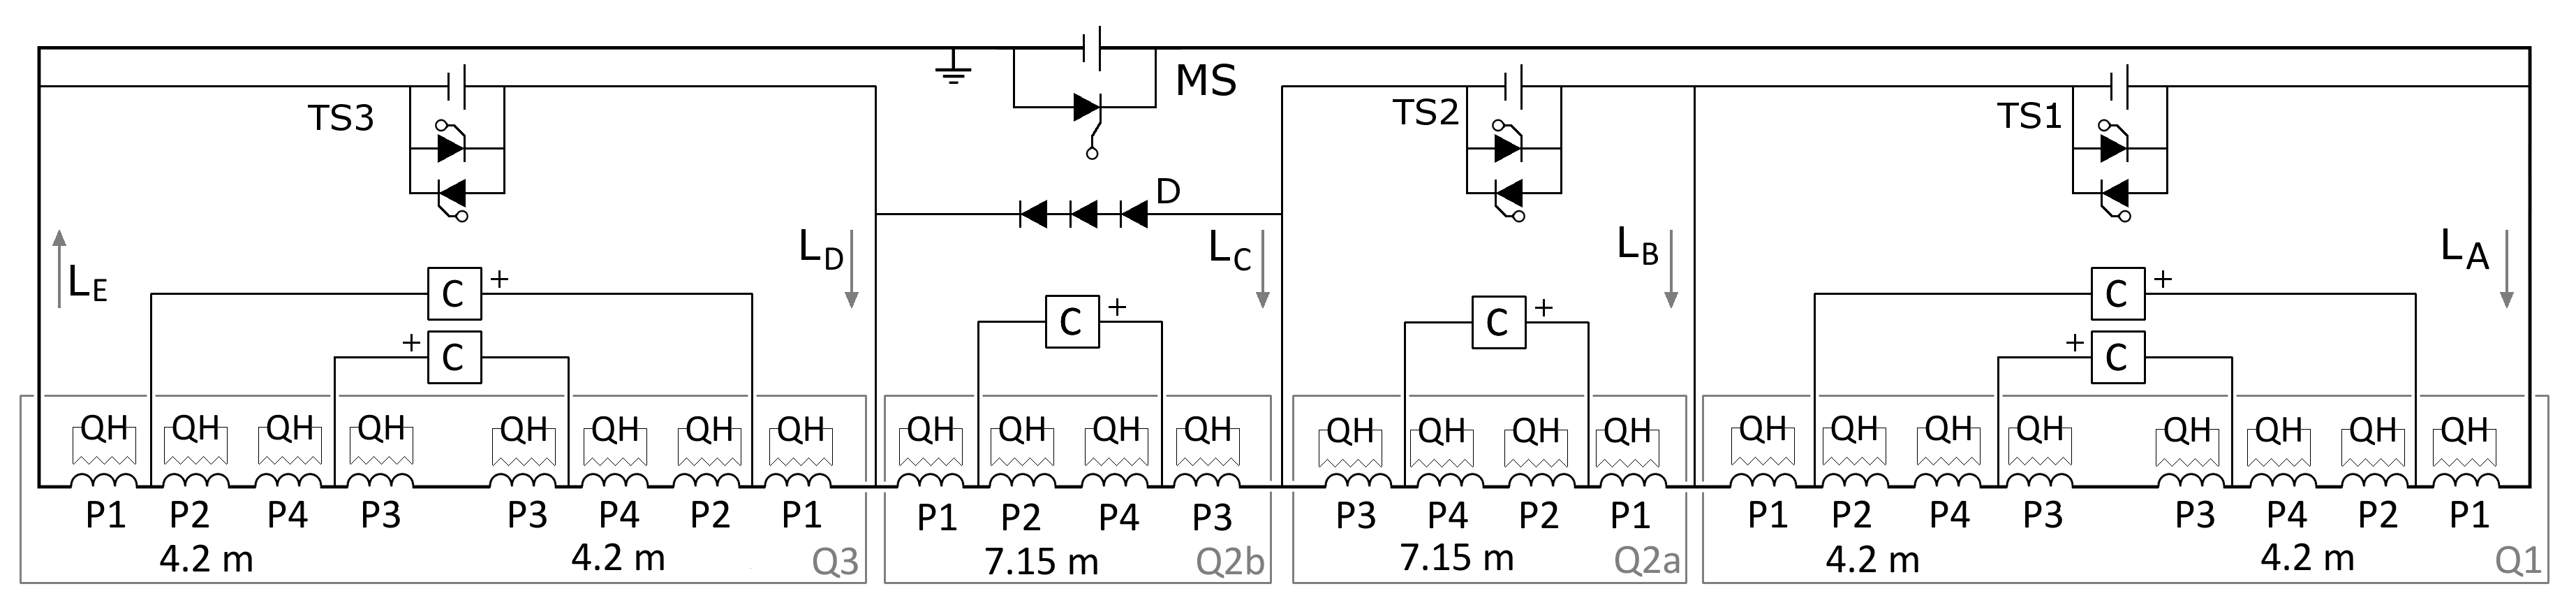 MS
TS3
TS2
TS1
D
L_D
L_C
L_B
L_A
L_E
C +
C +
+ C
+ C
C +
C +
QH QH QH QH QH QH QH QH QH QH QH QH QH QH QH QH QH QH QH QH QH QH QH QH
P1 P2 P4 P3 P3 P4 P2 P1 P1 P2 P4 P3 P3 P4 P2 P1 P1 P2 P4 P3 P3 P4 P2 P1
4.2 m 4.2 m Q3 7.15 m Q2b 7.15 m Q2a 4.2 m 4.2 m Q1